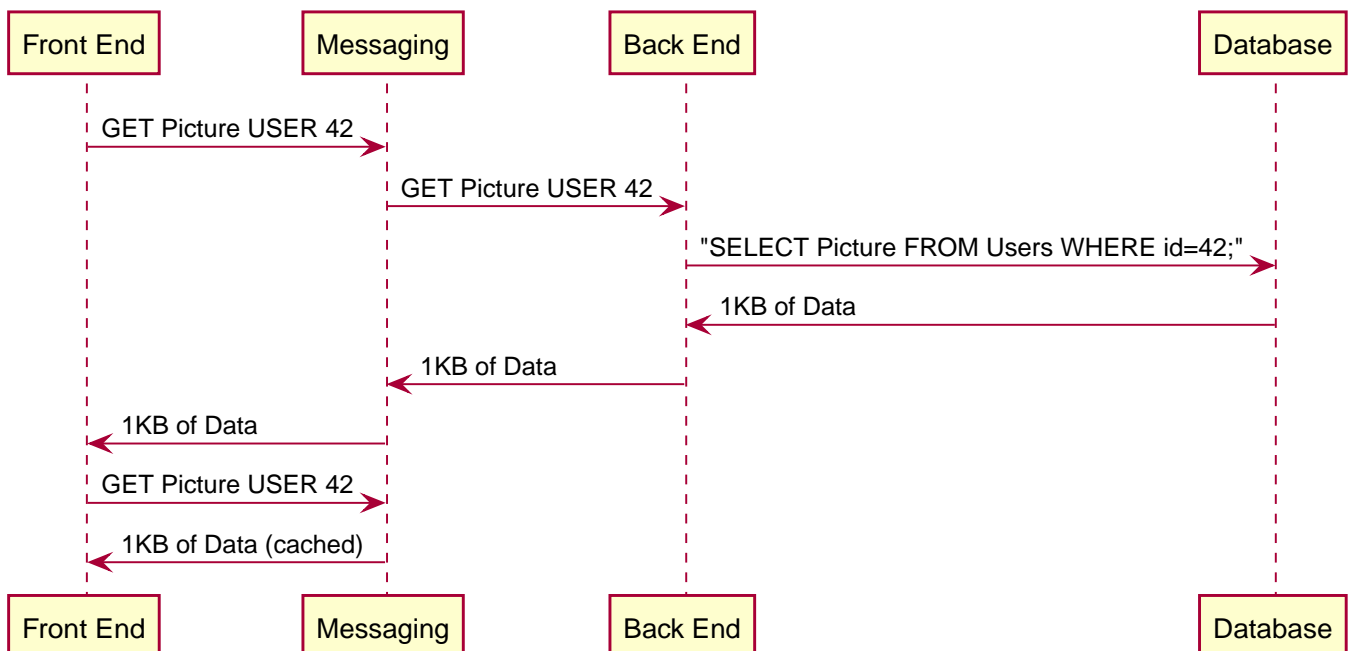 Front End
Messaging
Back End
Database
GET Picture USER 42
GET Picture USER 42
"SELECT Picture FROM Users WHERE id=42;"
1KB of Data
1KB of Data
1KB of Data
GET Picture USER 42
1KB of Data (cached)
Front End
Messaging
Back End
Database